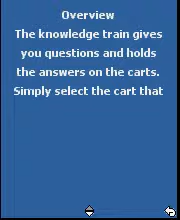 Overview
The knowledge train gives
you questions and holds
the answers on the carts.
Simply select the cart that